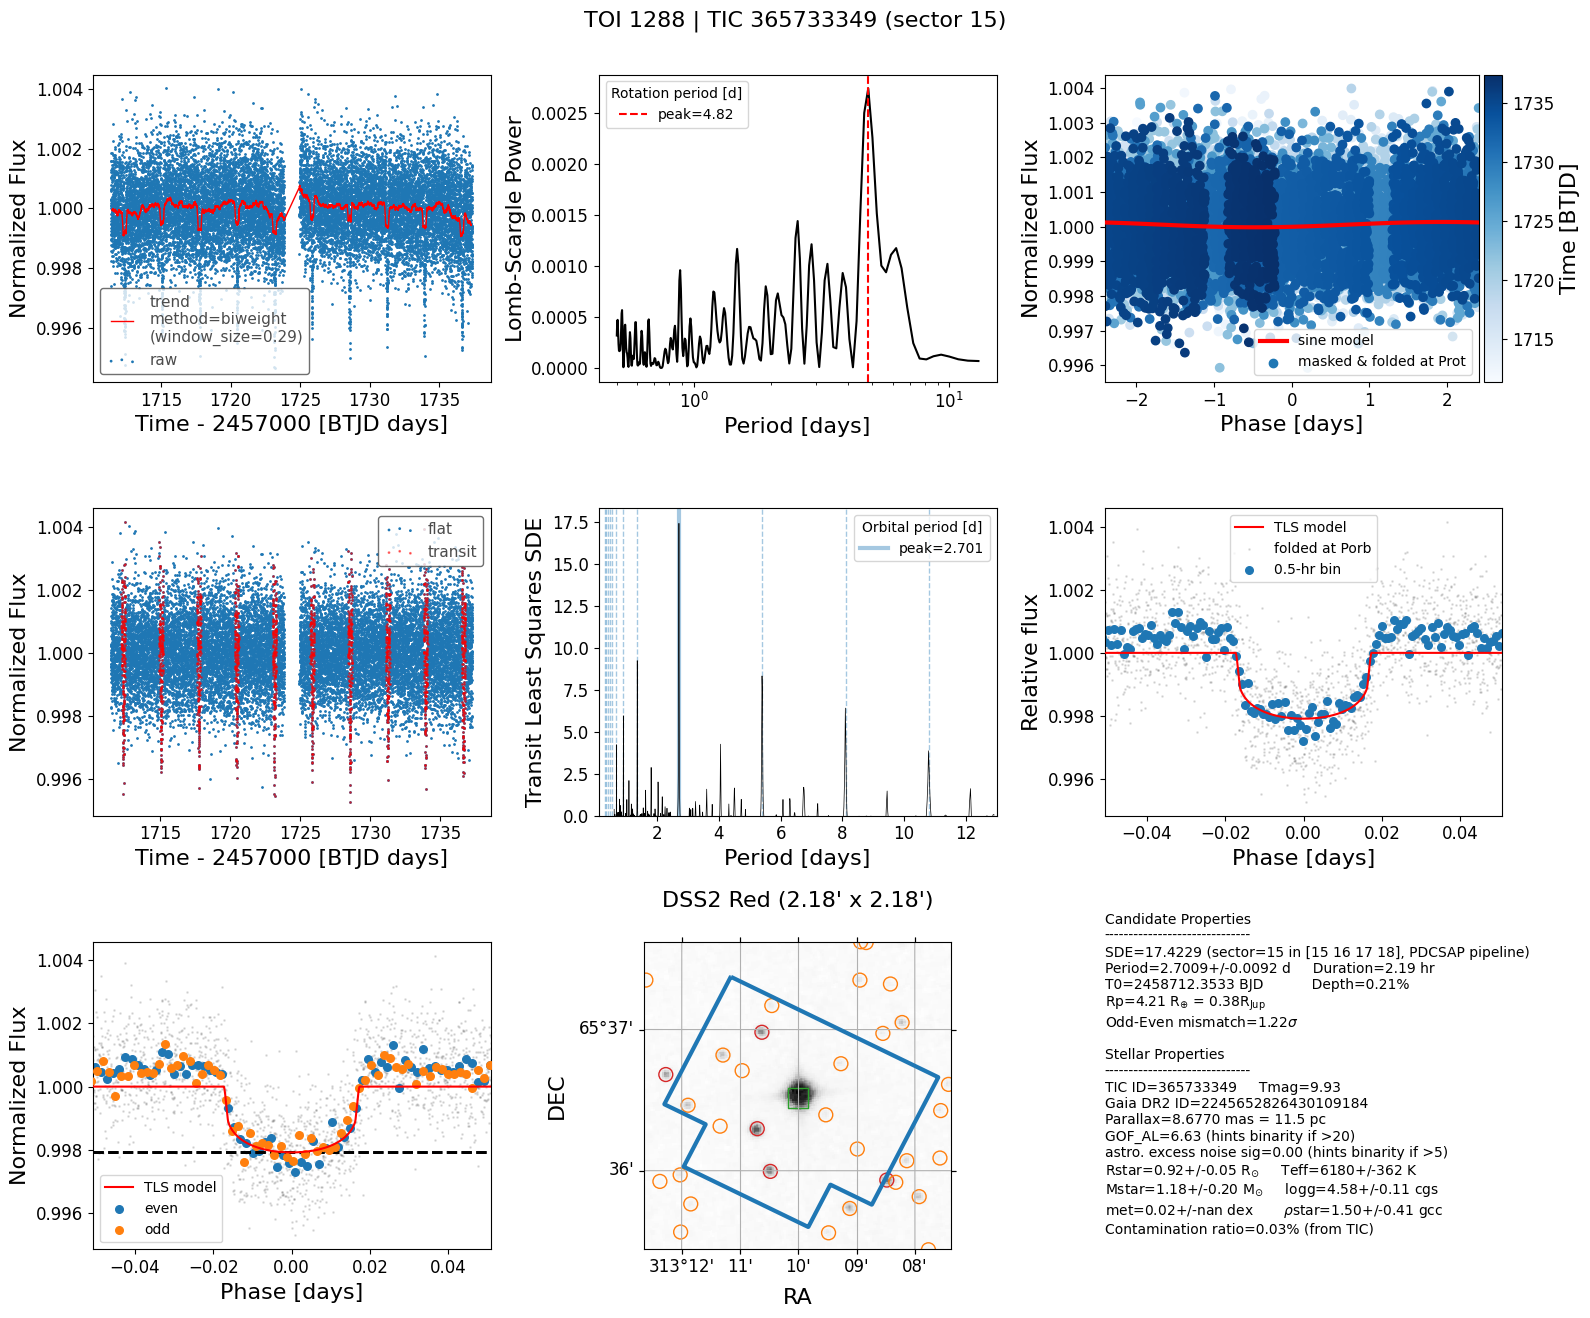 TOI 1288 | TIC 365733349 (sector 15)
Normalized Flux
1.004
1.002
1.000
0.998
0.996
trend
method=biweight
(window_size=0.29)
raw
1715
1720
1725
1730
1735
Time - 2457000 [BTJD days]
Lomb-Scargle Power
0.0025
0.0020
0.0015
0.0010
0.0005
0.0000
Rotation period [d]
peak=4.82
10⁰
10¹
Period [days]
Normalized Flux
1.004
1.003
1.002
1.001
1.000
0.999
0.998
0.997
0.996
sine model
masked & folded at Prot
−2
−1
0
1
2
Phase [days]
1735
1730
1725
1720
1715
Time [BTJD]
Normalized Flux
1.004
1.002
1.000
0.998
0.996
flat
transit
1715
1720
1725
1730
1735
Time - 2457000 [BTJD days]
Transit Least Squares SDE
17.5
15.0
12.5
10.0
7.5
5.0
2.5
0.0
Orbital period [d]
peak=2.701
2
4
6
8
10
12
Period [days]
Relative flux
1.004
1.002
1.000
0.998
0.996
TLS model
folded at Porb
0.5-hr bin
−0.04
−0.02
0.00
0.02
0.04
Phase [days]
Normalized Flux
1.004
1.002
1.000
0.998
0.996
TLS model
even
odd
−0.04
−0.02
0.00
0.02
0.04
Phase [days]
DSS2 Red (2.18' x 2.18')
DEC
65°37'
36'
313°12'
11'
10'
09'
08'
RA
Candidate Properties
------------------------------
SDE=17.4229 (sector=15 in [15 16 17 18], PDCSAP pipeline)
Period=2.7009+/-0.0092 d Duration=2.19 hr
T0=2458712.3533 BJD Depth=0.21%
Rp=4.21 R⊕ = 0.38RJup
Odd-Even mismatch=1.22σ
Stellar Properties
------------------------------
TIC ID=365733349 Tmag=9.93
Gaia DR2 ID=2245652826430109184
Parallax=8.6770 mas = 11.5 pc
GOF_AL=6.63 (hints binarity if >20)
astro. excess noise sig=0.00 (hints binarity if >5)
Rstar=0.92+/-0.05 R⊙ Teff=6180+/-362 K
Mstar=1.18+/-0.20 M⊙ logg=4.58+/-0.11 cgs
met=0.02+/-nan dex ρstar=1.50+/-0.41 gcc
Contamination ratio=0.03% (from TIC)